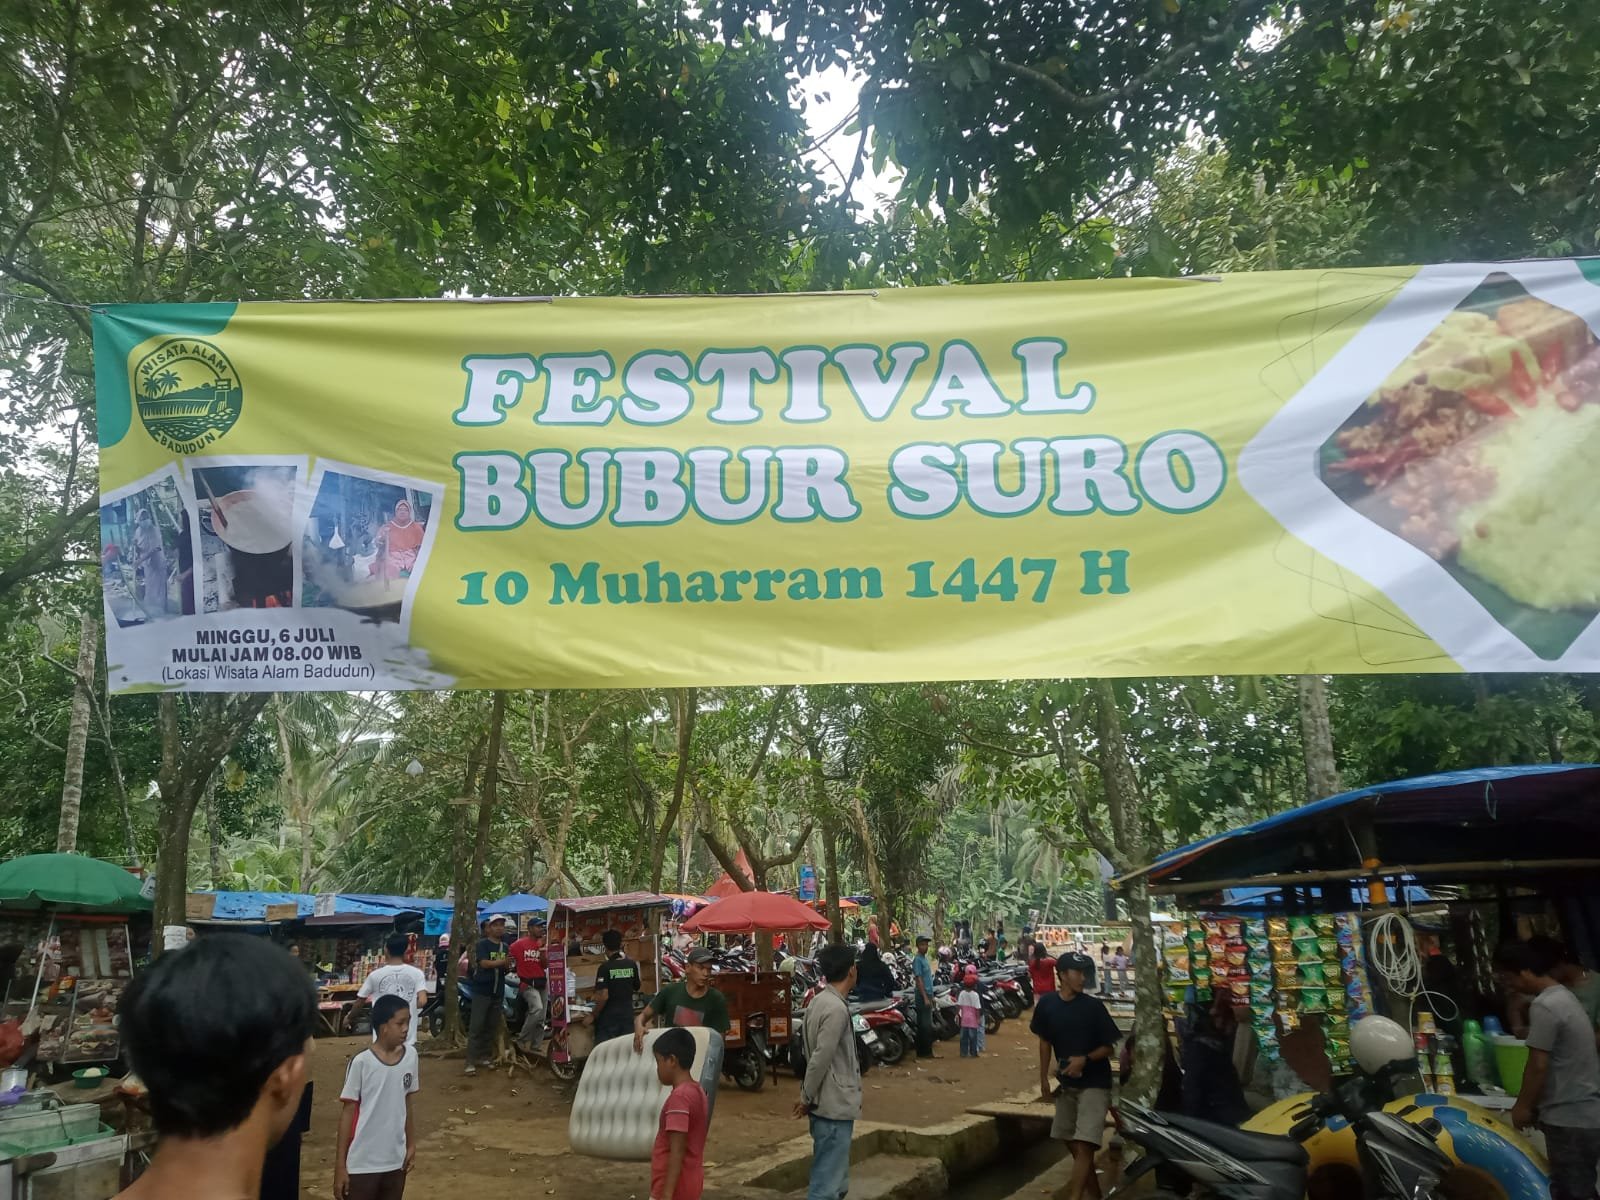 WISATA ALAM
BADUDUN
FESTIVAL
BUBUR SURO
10 Muharram 1447 H
MINGGU, 6 JULI
MULAI JAM 08.00 WIB
(Lokasi Wisata Alam Badudun)